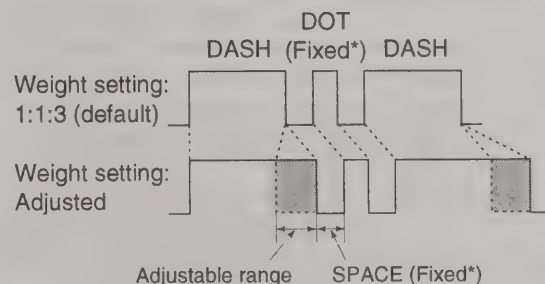 DOT
DASH (Fixed*) DASH
Weight setting:
1:1:3 (default)
Weight setting:
Adjusted
Adjustable range SPACE (Fixed*)